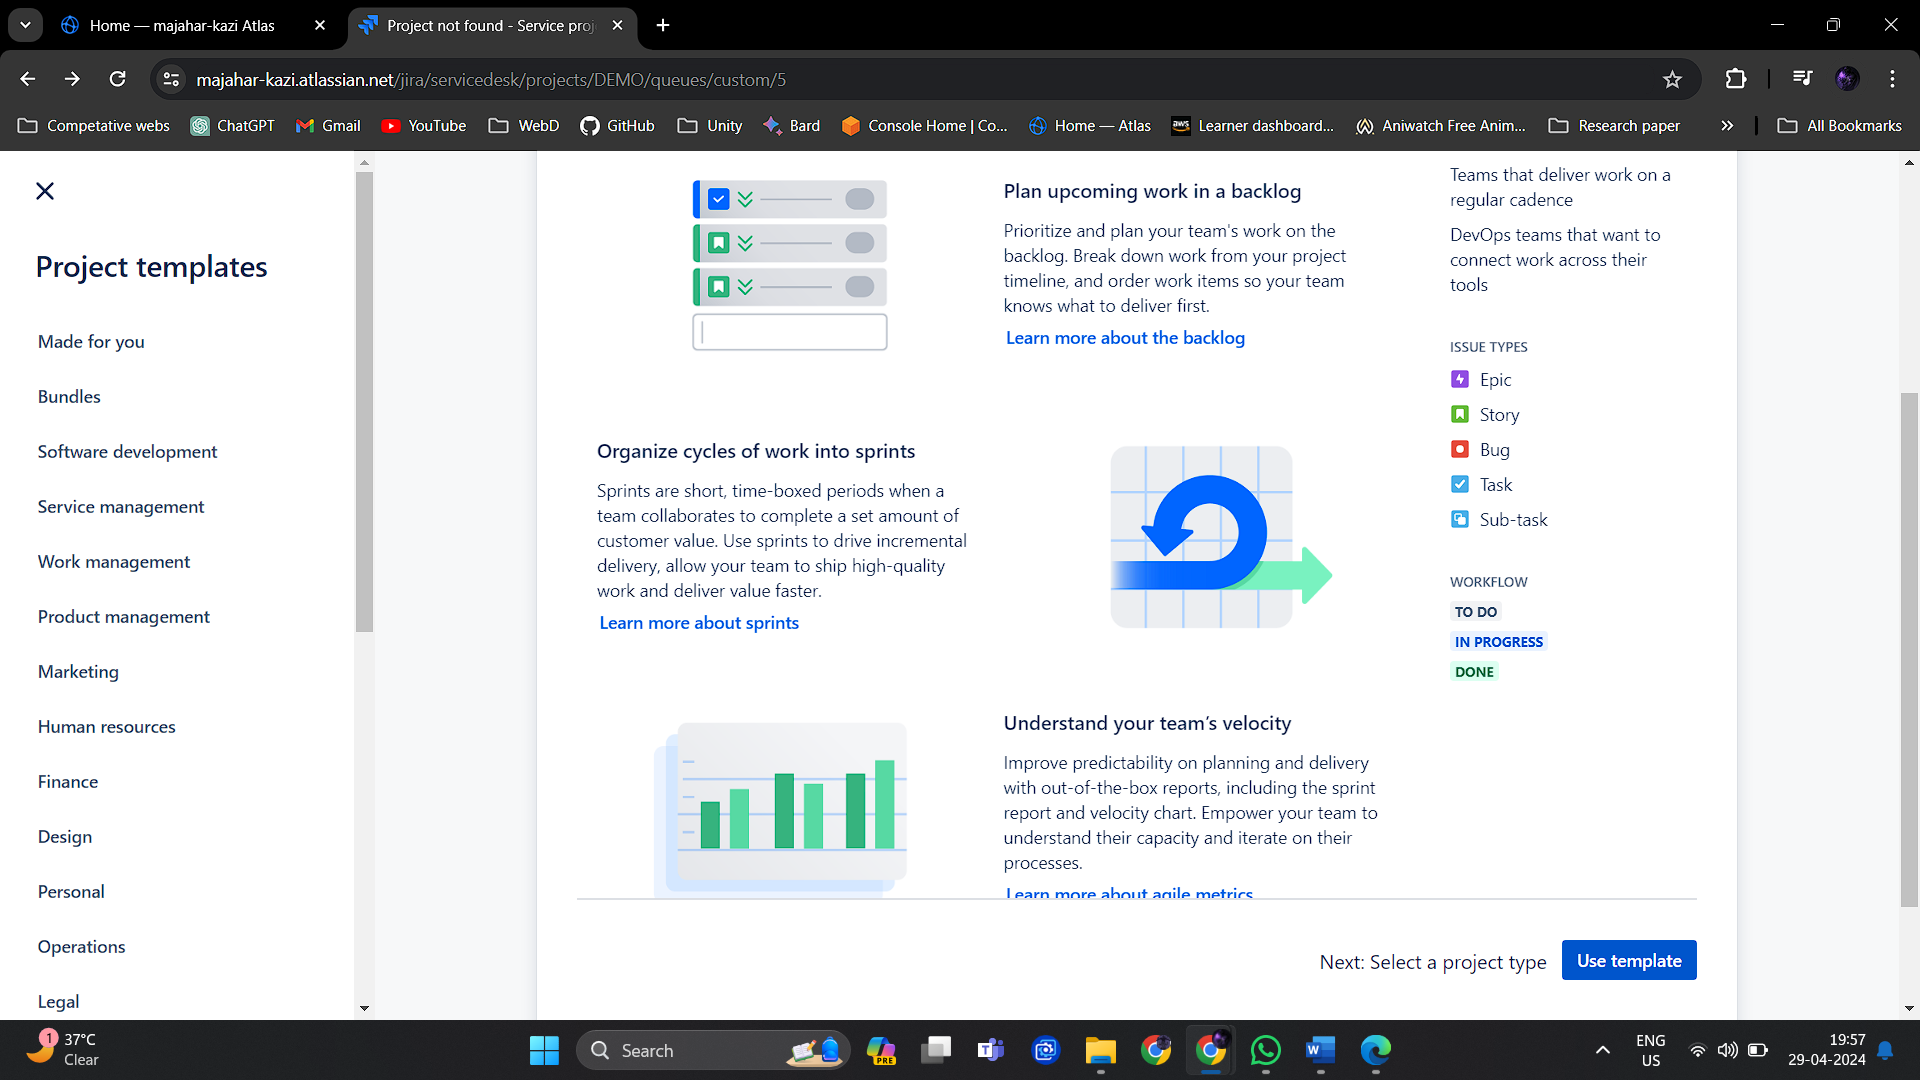 Home — majahar-kazi Atlas
Project not found - Service proj
majahar-kazi.atlassian.net/jira/servicedesk/projects/DEMO/queues/custom/5
Competative webs
ChatGPT
Gmail
YouTube
WebD
GitHub
Unity
Bard
Console Home | Co...
Home — Atlas
aws
Learner dashboard...
Aniwatch Free Anim...
Research paper
All Bookmarks
Project templates
Made for you
Bundles
Software development
Service management
Work management
Product management
Marketing
Human resources
Finance
Design
Personal
Operations
Legal
Plan upcoming work in a backlog
Prioritize and plan your team's work on the
backlog. Break down work from your project
timeline, and order work items so your team
knows what to deliver first.
Learn more about the backlog
Organize cycles of work into sprints
Sprints are short, time-boxed periods when a
team collaborates to complete a set amount of
customer value. Use sprints to drive incremental
delivery, allow your team to ship high-quality
work and deliver value faster.
Learn more about sprints
Understand your team’s velocity
Improve predictability on planning and delivery
with out-of-the-box reports, including the sprint
report and velocity chart. Empower your team to
understand their capacity and iterate on their
processes.
Learn more about agile metrics
Teams that deliver work on a
regular cadence
DevOps teams that want to
connect work across their
tools
ISSUE TYPES
Epic
Story
Bug
Task
Sub-task
WORKFLOW
TO DO
IN PROGRESS
DONE
Next: Select a project type
Use template
1
37°C
Clear
Search
PRE
ENG
US
19:57
29-04-2024